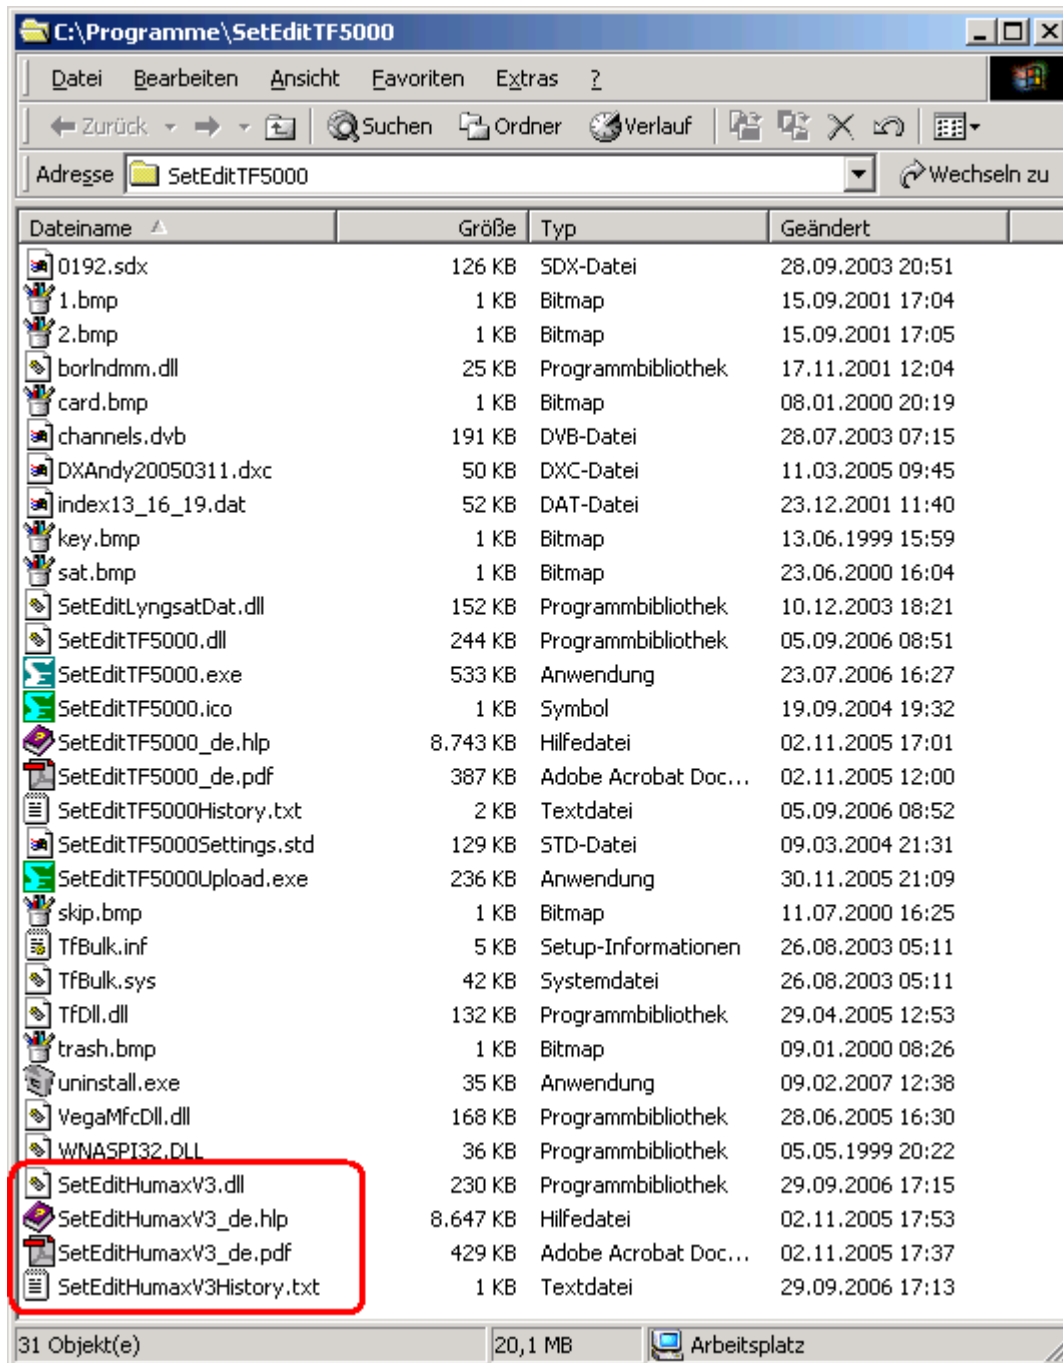 C:\Programme\SetEditTF5000
Datei Bearbeiten Ansicht Favoriten Extras ?
Zurück Suchen Ordner Verlauf
Adresse SetEditTF5000 Wechseln zu
Dateiname Größe Typ Geändert
0192.sdx 126 KB SDX-Datei 28.09.2003 20:51
1.bmp 1 KB Bitmap 15.09.2001 17:04
2.bmp 1 KB Bitmap 15.09.2001 17:05
borlndmm.dll 25 KB Programmbibliothek 17.11.2001 12:04
card.bmp 1 KB Bitmap 08.01.2000 20:19
channels.dvb 191 KB DVB-Datei 28.07.2003 07:15
DXAndy20050311.dxc 50 KB DXC-Datei 11.03.2005 09:45
index13_16_19.dat 52 KB DAT-Datei 23.12.2001 11:40
key.bmp 1 KB Bitmap 13.06.1999 15:59
sat.bmp 1 KB Bitmap 23.06.2000 16:04
SetEditLyngsatDat.dll 152 KB Programmbibliothek 10.12.2003 18:21
SetEditTF5000.dll 244 KB Programmbibliothek 05.09.2006 08:51
SetEditTF5000.exe 533 KB Anwendung 23.07.2006 16:27
SetEditTF5000.ico 1 KB Symbol 19.09.2004 19:32
SetEditTF5000_de.hlp 8.743 KB Hilfedatei 02.11.2005 17:01
SetEditTF5000_de.pdf 387 KB Adobe Acrobat Doc... 02.11.2005 12:00
SetEditTF5000History.txt 2 KB Textdatei 05.09.2006 08:52
SetEditTF5000Settings.std 129 KB STD-Datei 09.03.2004 21:31
SetEditTF5000Upload.exe 236 KB Anwendung 30.11.2005 21:09
skip.bmp 1 KB Bitmap 11.07.2000 16:25
TfBulk.inf 5 KB Setup-Informationen 26.08.2003 05:11
TfBulk.sys 42 KB Systemdatei 26.08.2003 05:11
TfDll.dll 132 KB Programmbibliothek 29.04.2005 12:53
trash.bmp 1 KB Bitmap 09.01.2000 08:26
uninstall.exe 35 KB Anwendung 09.02.2007 12:38
VegaMfcDll.dll 168 KB Programmbibliothek 28.06.2005 16:30
WNASPI32.DLL 36 KB Programmbibliothek 05.05.1999 20:22
SetEditHumaxV3.dll 230 KB Programmbibliothek 29.09.2006 17:15
SetEditHumaxV3_de.hlp 8.647 KB Hilfedatei 02.11.2005 17:53
SetEditHumaxV3_de.pdf 429 KB Adobe Acrobat Doc... 02.11.2005 17:37
SetEditHumaxV3History.txt 1 KB Textdatei 29.09.2006 17:13
31 Objekt(e) 20,1 MB Arbeitsplatz